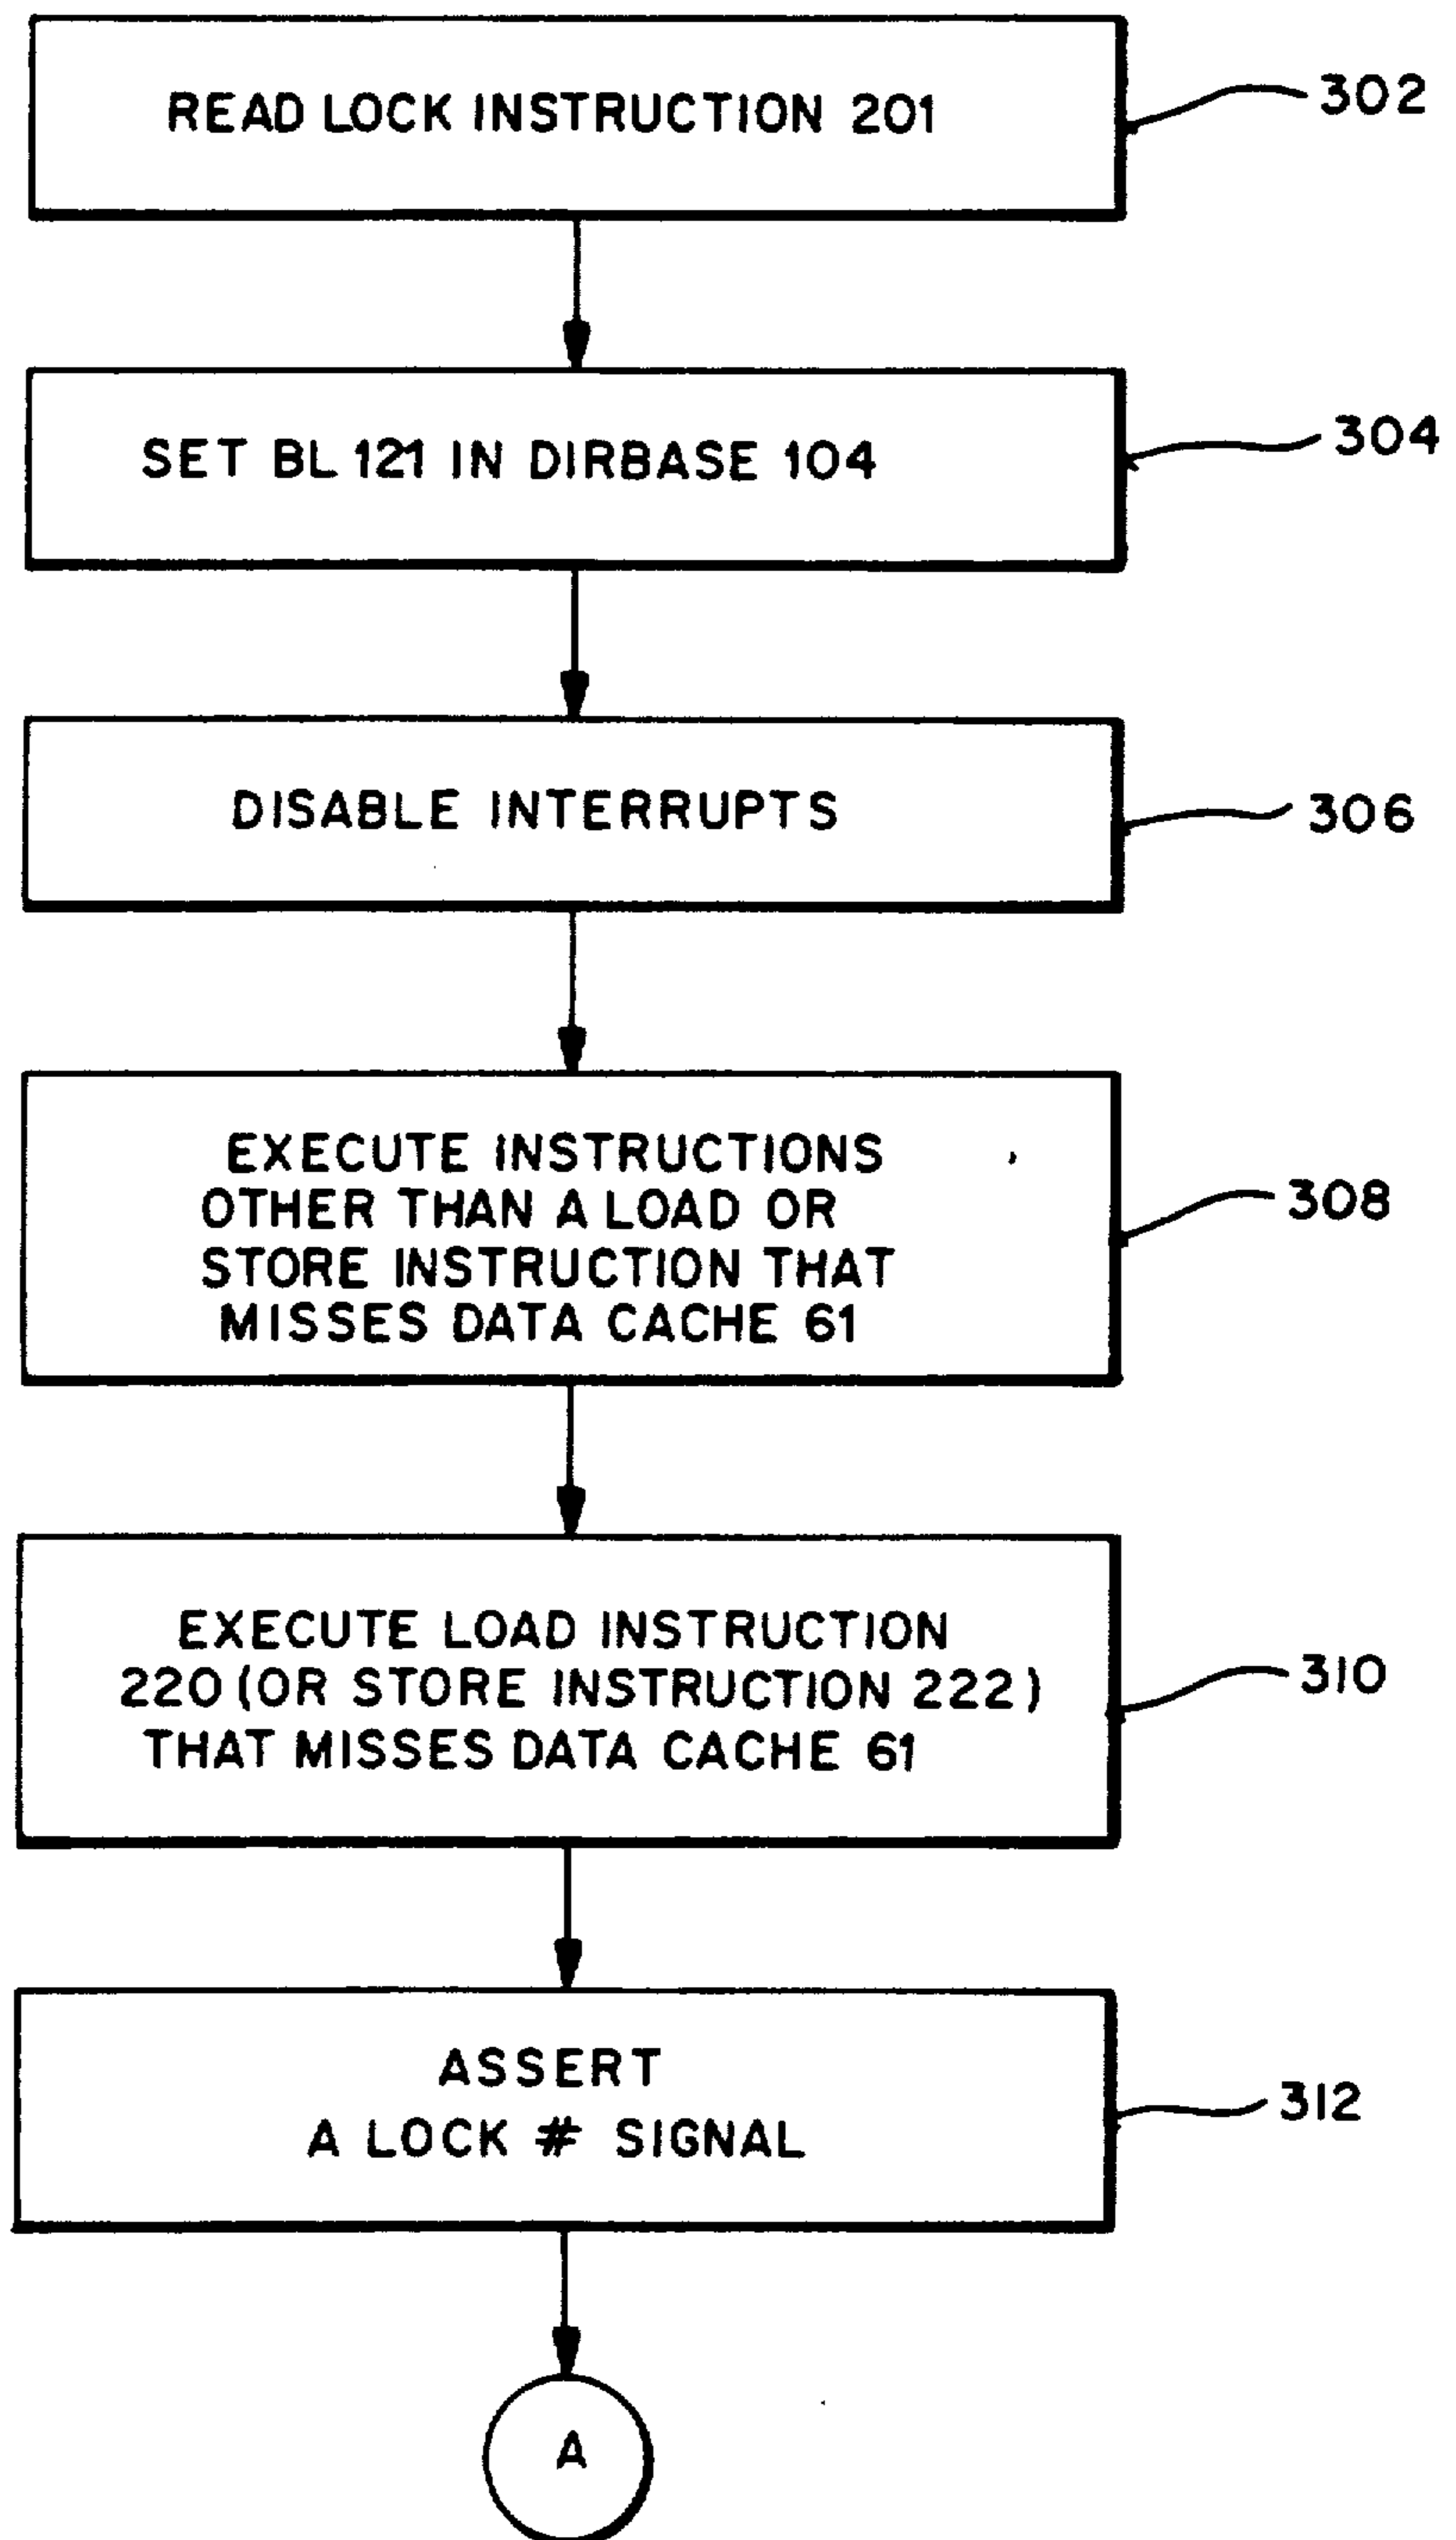 READ LOCK INSTRUCTION 201
302
SET BL 121 IN DIRBASE 104
304
DISABLE INTERRUPTS
306
EXECUTE INSTRUCTIONS
OTHER THAN A LOAD OR
STORE INSTRUCTION THAT
MISSES DATA CACHE 61
308
EXECUTE LOAD INSTRUCTION
220 (OR STORE INSTRUCTION 222)
THAT MISSES DATA CACHE 61
310
ASSERT
A LOCK # SIGNAL
312
A